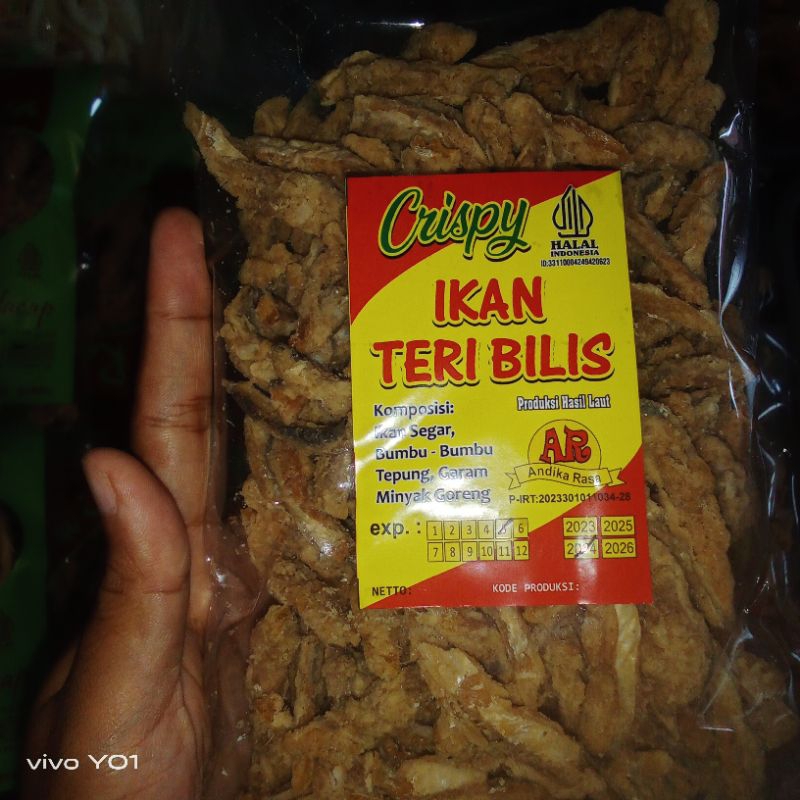 Crispy
HALAL
INDONESIA
ID:33110004249420623
IKAN
TERI BILIS
Produksi Hasil Laut
Komposisi:
Ikan Segar,
Bumbu - Bumbu
Tepung, Garam
Minyak Goreng
AR
Andika Rasa
P-IRT:2023301011034-28
exp. : 1 2 3 4 5 6 2023 2025
7 8 9 10 11 12 2024 2026
NETTO: KODE PRODUKSI:
vivo Y01